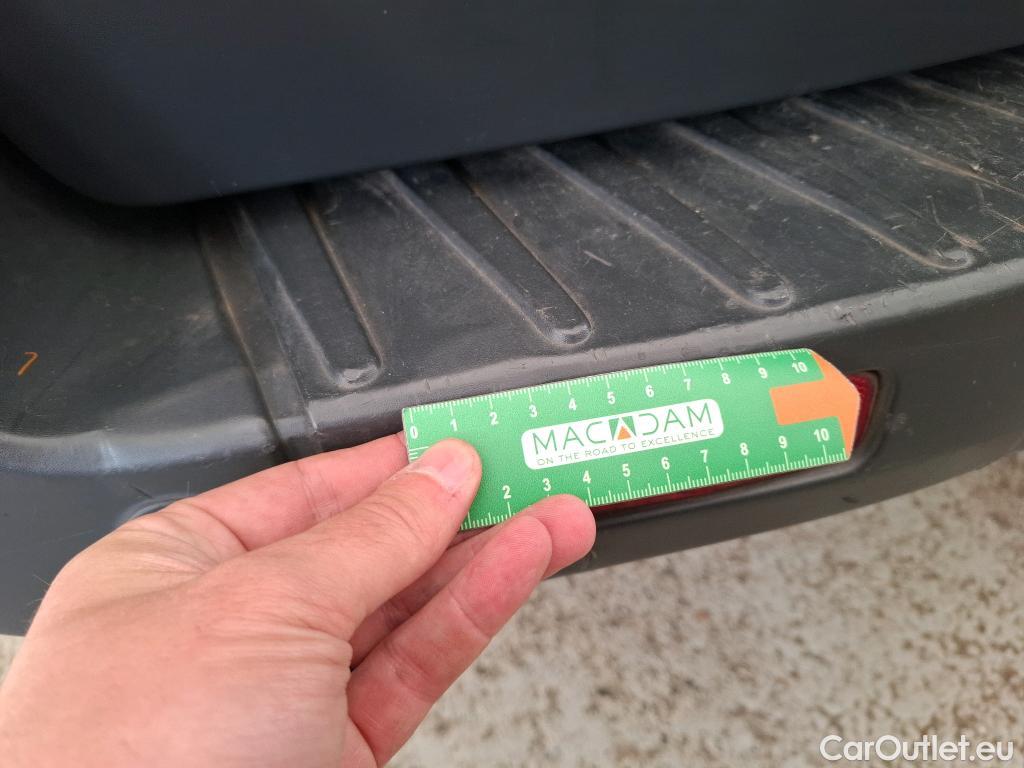 0 1 2 3 4 5 6 7 8 9 10
MACADAM
ON THE ROAD TO EXCELLENCE
2 3 4 5 6 7 8 9 10
CarOutlet.eu